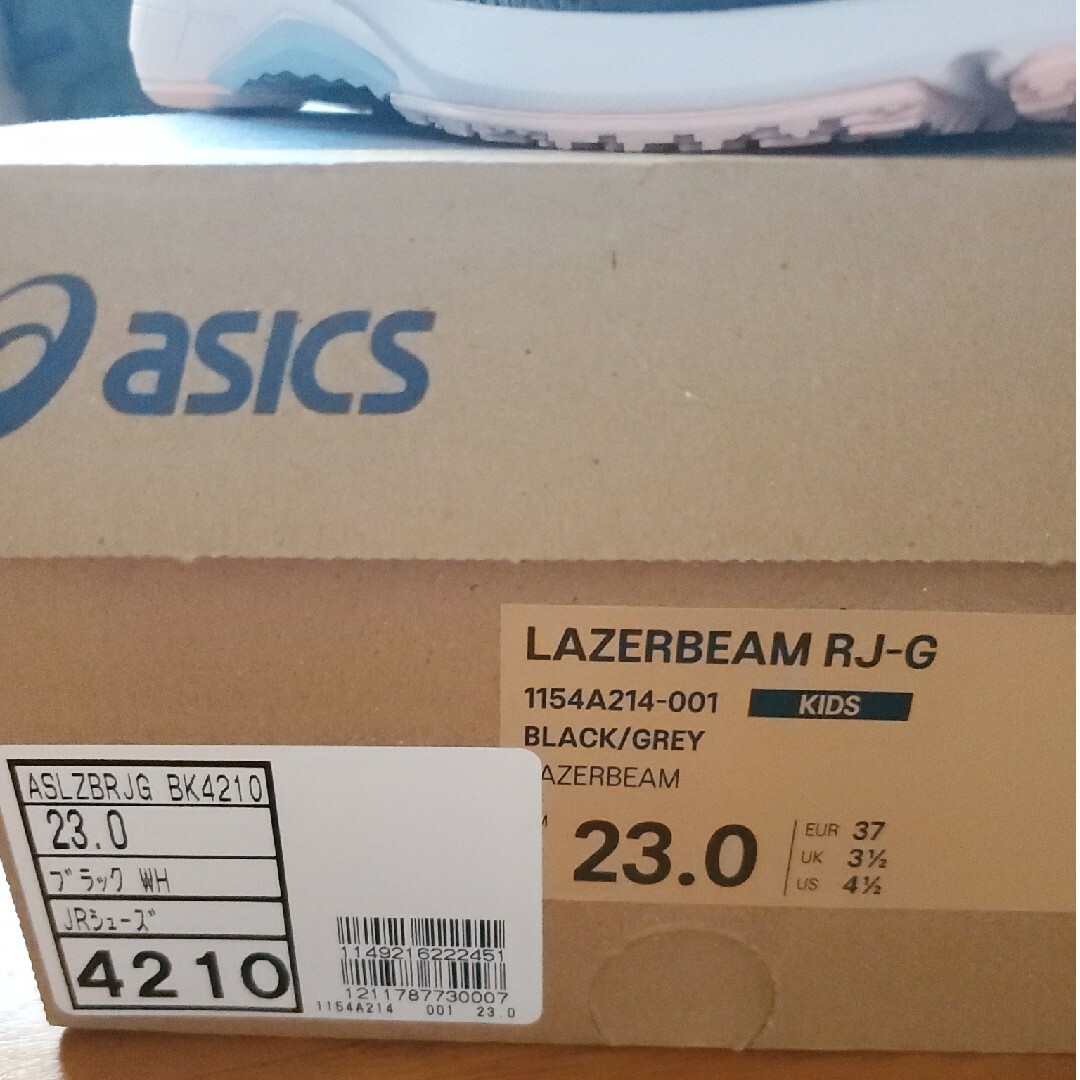 asics
LAZERBEAM RJ-G
1154A214-001 KIDS
BLACK/GREY
AZERBEAM
23.0
EUR 37
UK 3½
US 4½
ASLZBRJG BK4210
23.0
ブラック WH
JRシューズ
4210
1149216222451
1211787730007
1154A214 001 23.0